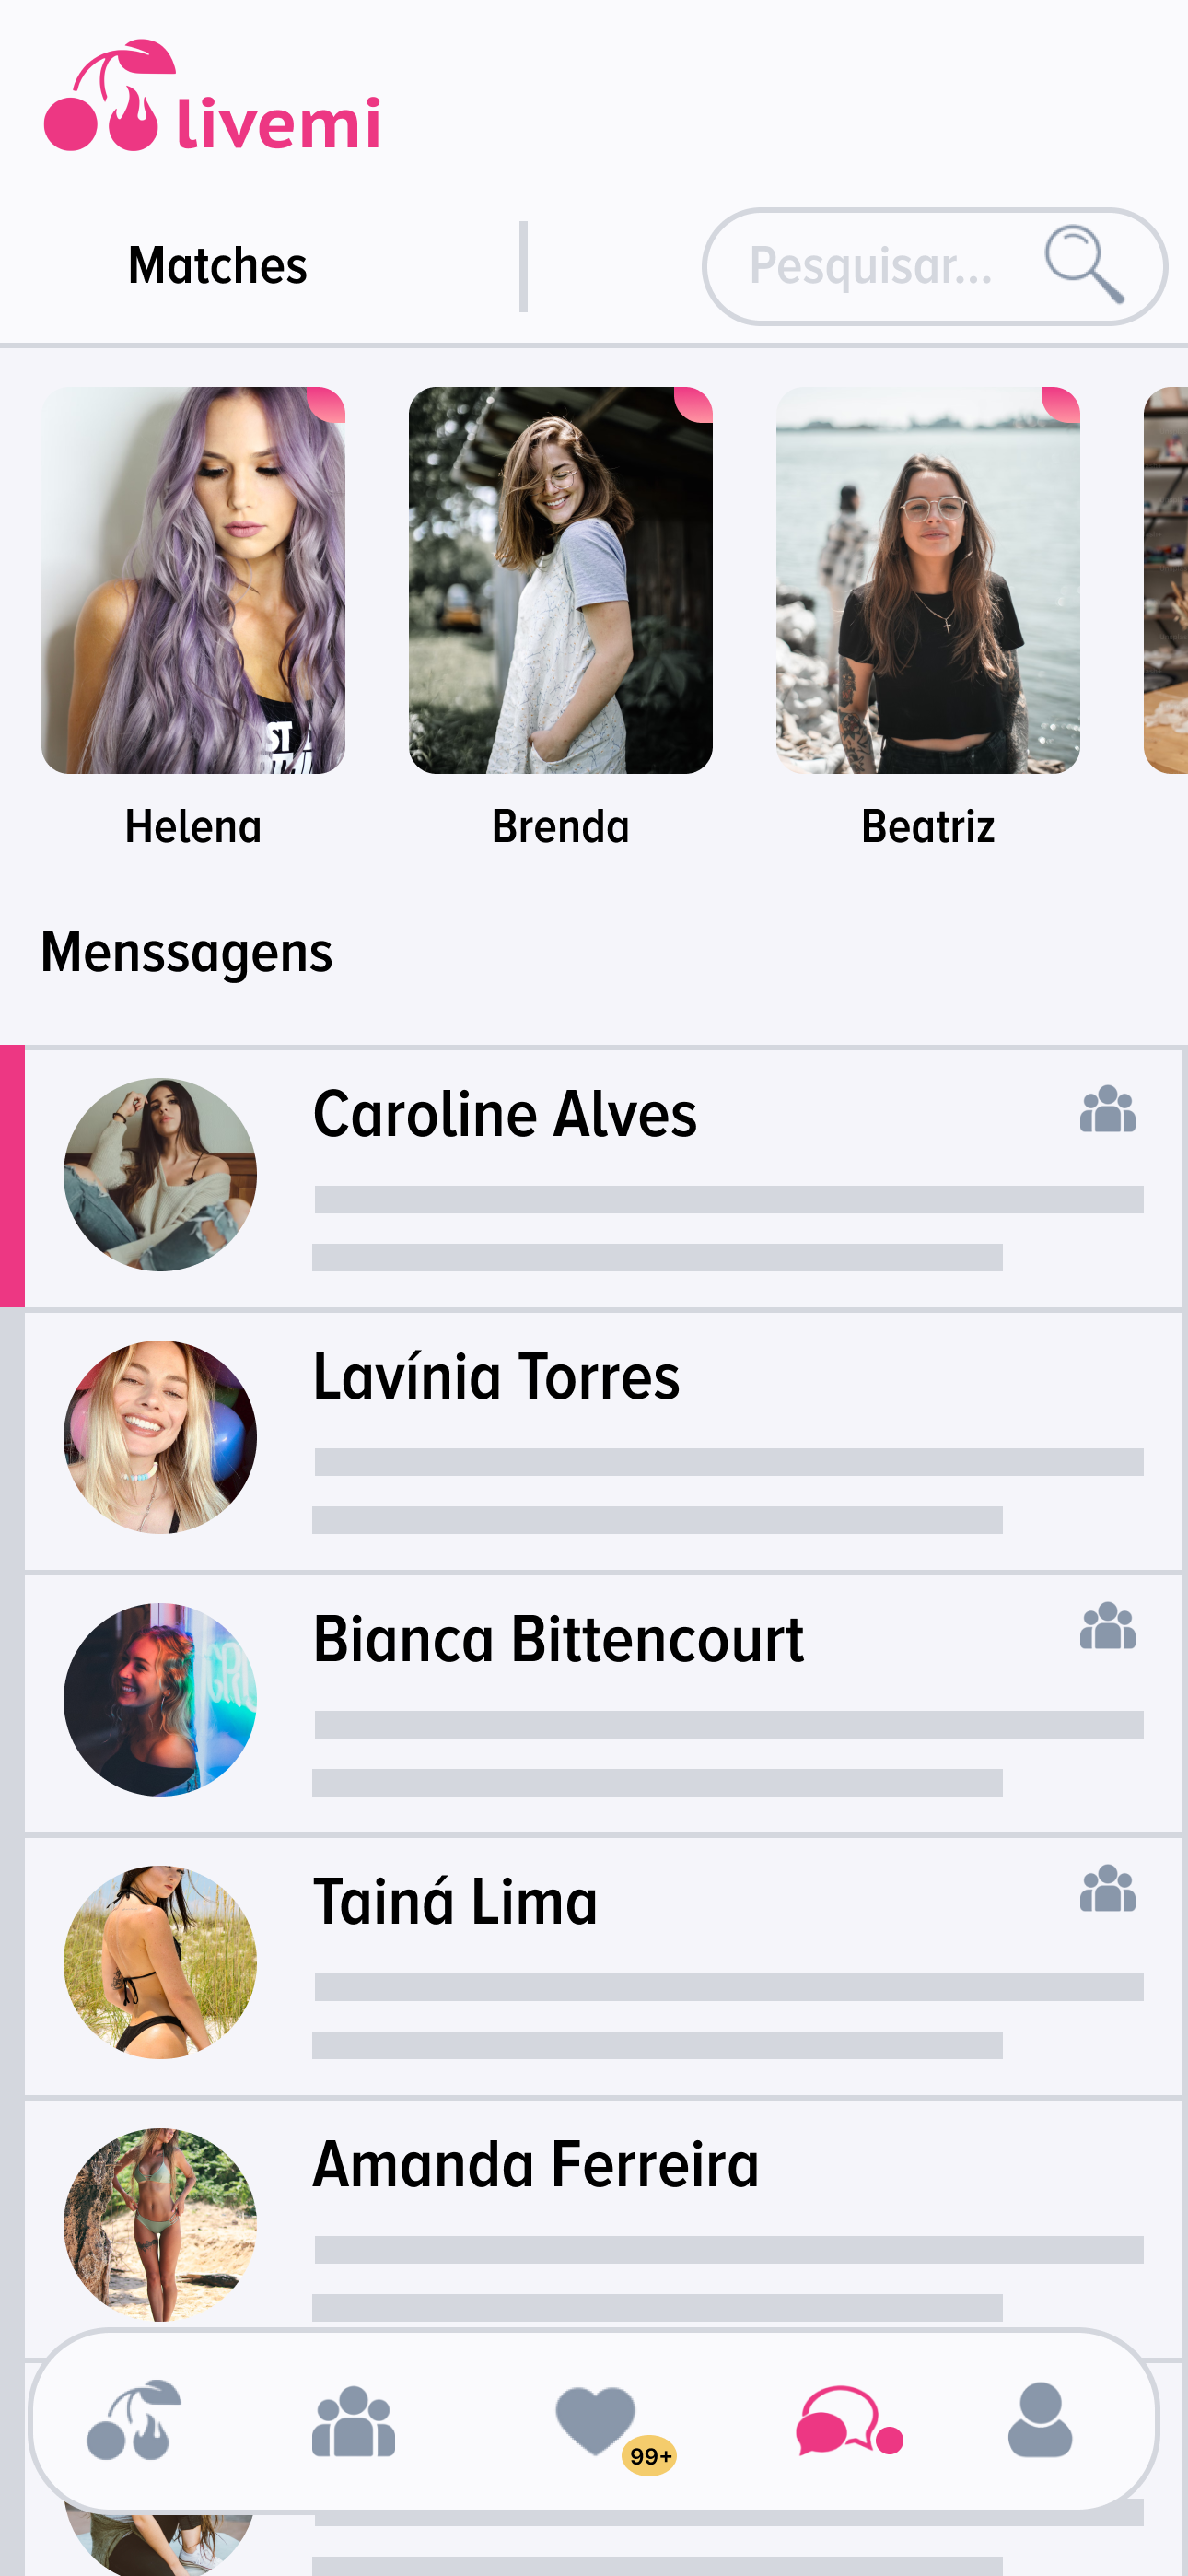 livemi
Matches
Pesquisar...
Helena
Brenda
Beatriz
Menssagens
Caroline Alves
Lavínia Torres
Bianca Bittencourt
Tainá Lima
Amanda Ferreira
99+